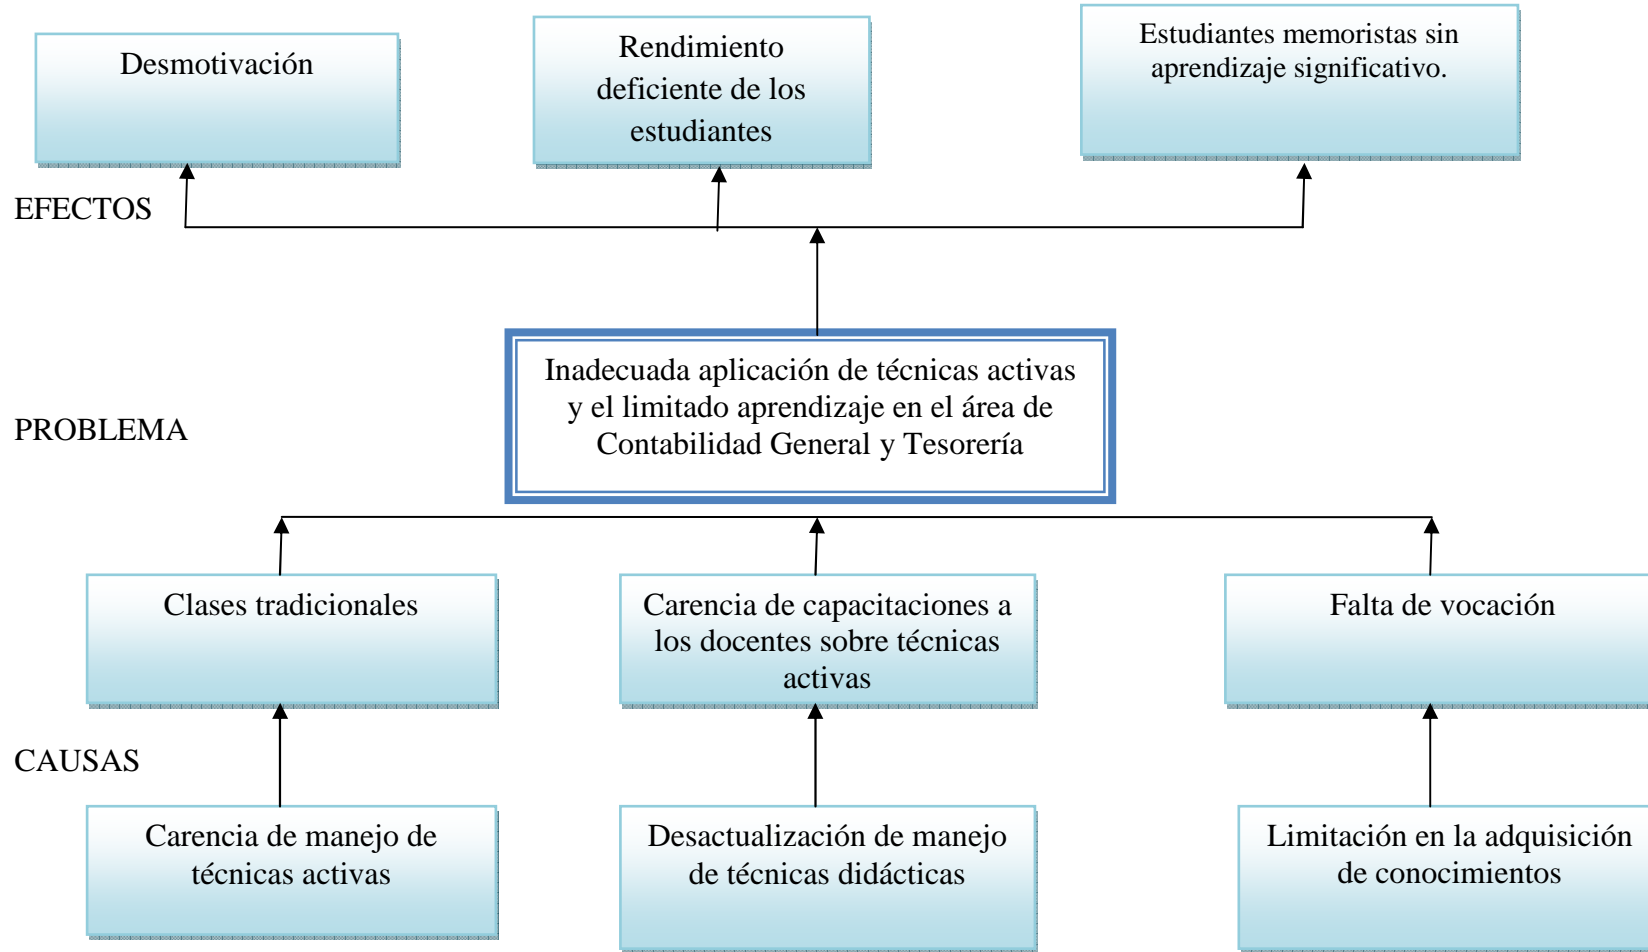 Desmotivación
Rendimiento
deficiente de los
estudiantes
Estudiantes memoristas sin
aprendizaje significativo.
EFECTOS
Inadecuada aplicación de técnicas activas
y el limitado aprendizaje en el área de
Contabilidad General y Tesorería
PROBLEMA
Clases tradicionales
Carencia de capacitaciones a
los docentes sobre técnicas
activas
Falta de vocación
CAUSAS
Carencia de manejo de
técnicas activas
Desactualización de manejo
de técnicas didácticas
Limitación en la adquisición
de conocimientos